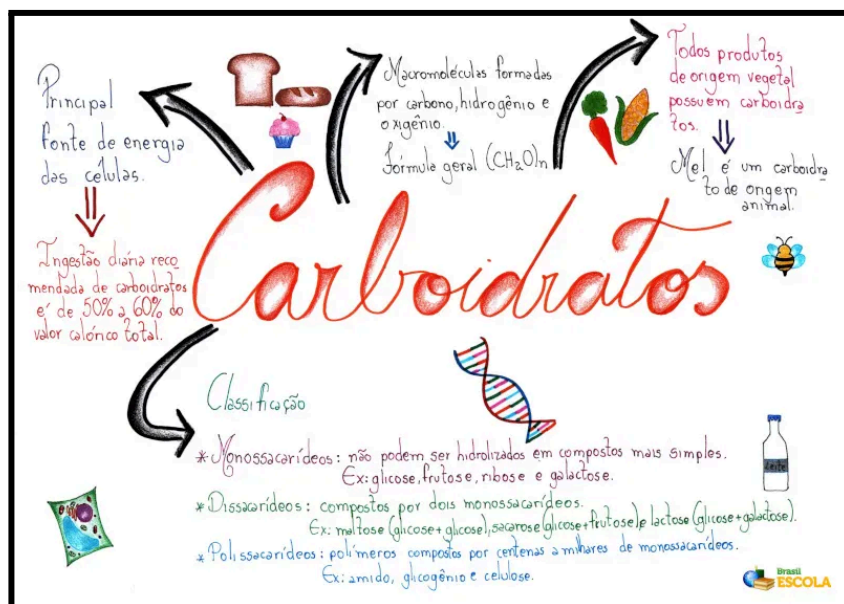 Principal
fonte de energia
das células.
Ingestão diária reco
mendada de carboidratos
é de 50% a 60% do
valor calórico total.
Macromoléculas formadas
por carbono, hidrogênio e
oxigênio.
Fórmula geral (CH₂O)n
Todos produtos
de origem vegetal
possuem carboidra
tos.
Mel é um carboidra
to de origem
animal.
Carboidratos
Classificação
* Monossacarídeos: não podem ser hidrolizados em compostos mais simples.
Ex: glicose, frutose, ribose e galactose.
* Dissacarídeos: compostos por dois monossacarídeos.
Ex: maltose (glicose+glicose), sacarose (glicose+frutose) e lactose (glicose+galactose).
* Polissacarídeos: polímeros compostos por centenas a milhares de monossacarídeos.
Ex: amido, glicogênio e celulose.
Leite
Brasil
ESCOLA